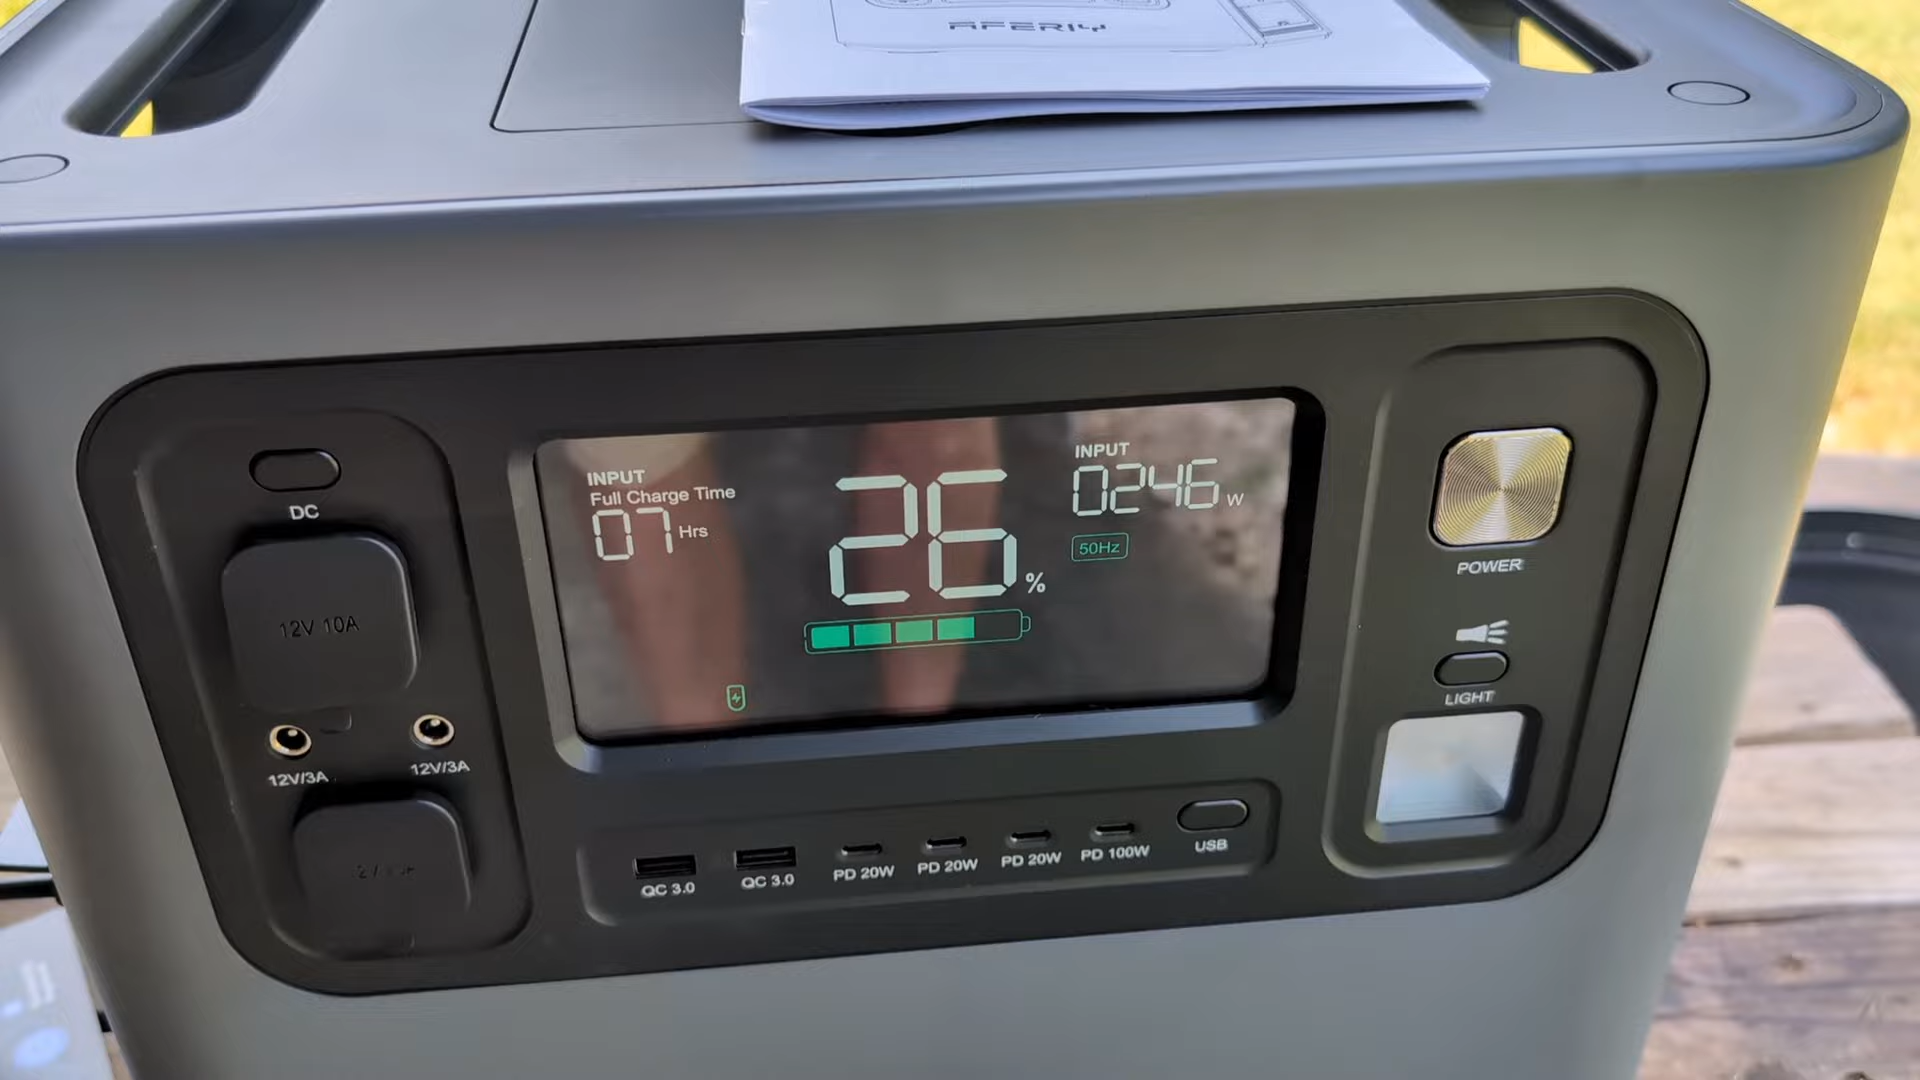 AFERIY
DC
12V 10A
12V/3A
12V/3A
INPUT
Full Charge Time
07 Hrs
26 %
INPUT
0246 W
50Hz
QC 3.0
QC 3.0
PD 20W
PD 20W
PD 20W
PD 100W
USB
POWER
LIGHT